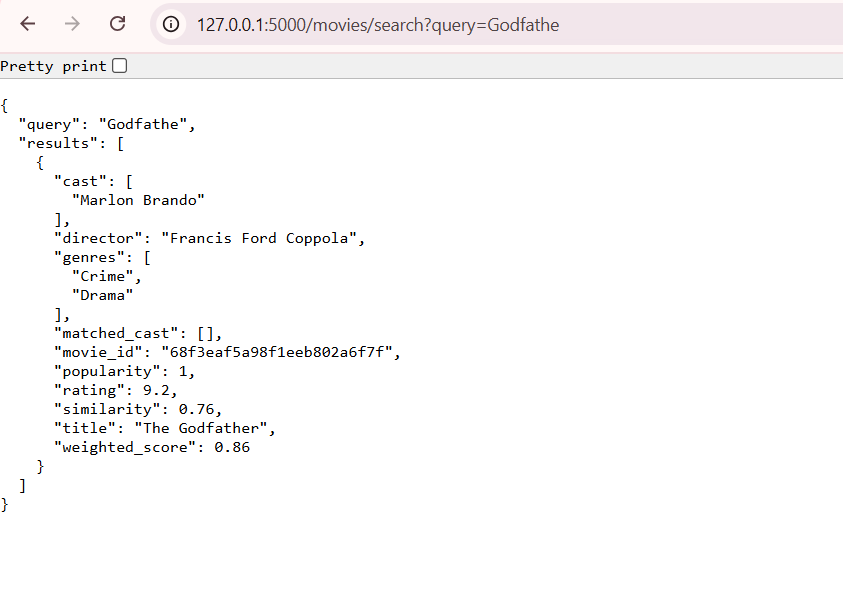 127.0.0.1:5000/movies/search?query=Godfathe
Pretty print
{
  "query": "Godfathe",
  "results": [
    {
      "cast": [
        "Marlon Brando"
      ],
      "director": "Francis Ford Coppola",
      "genres": [
        "Crime",
        "Drama"
      ],
      "matched_cast": [],
      "movie_id": "68f3eaf5a98f1eeb802a6f7f",
      "popularity": 1,
      "rating": 9.2,
      "similarity": 0.76,
      "title": "The Godfather",
      "weighted_score": 0.86
    }
  ]
}